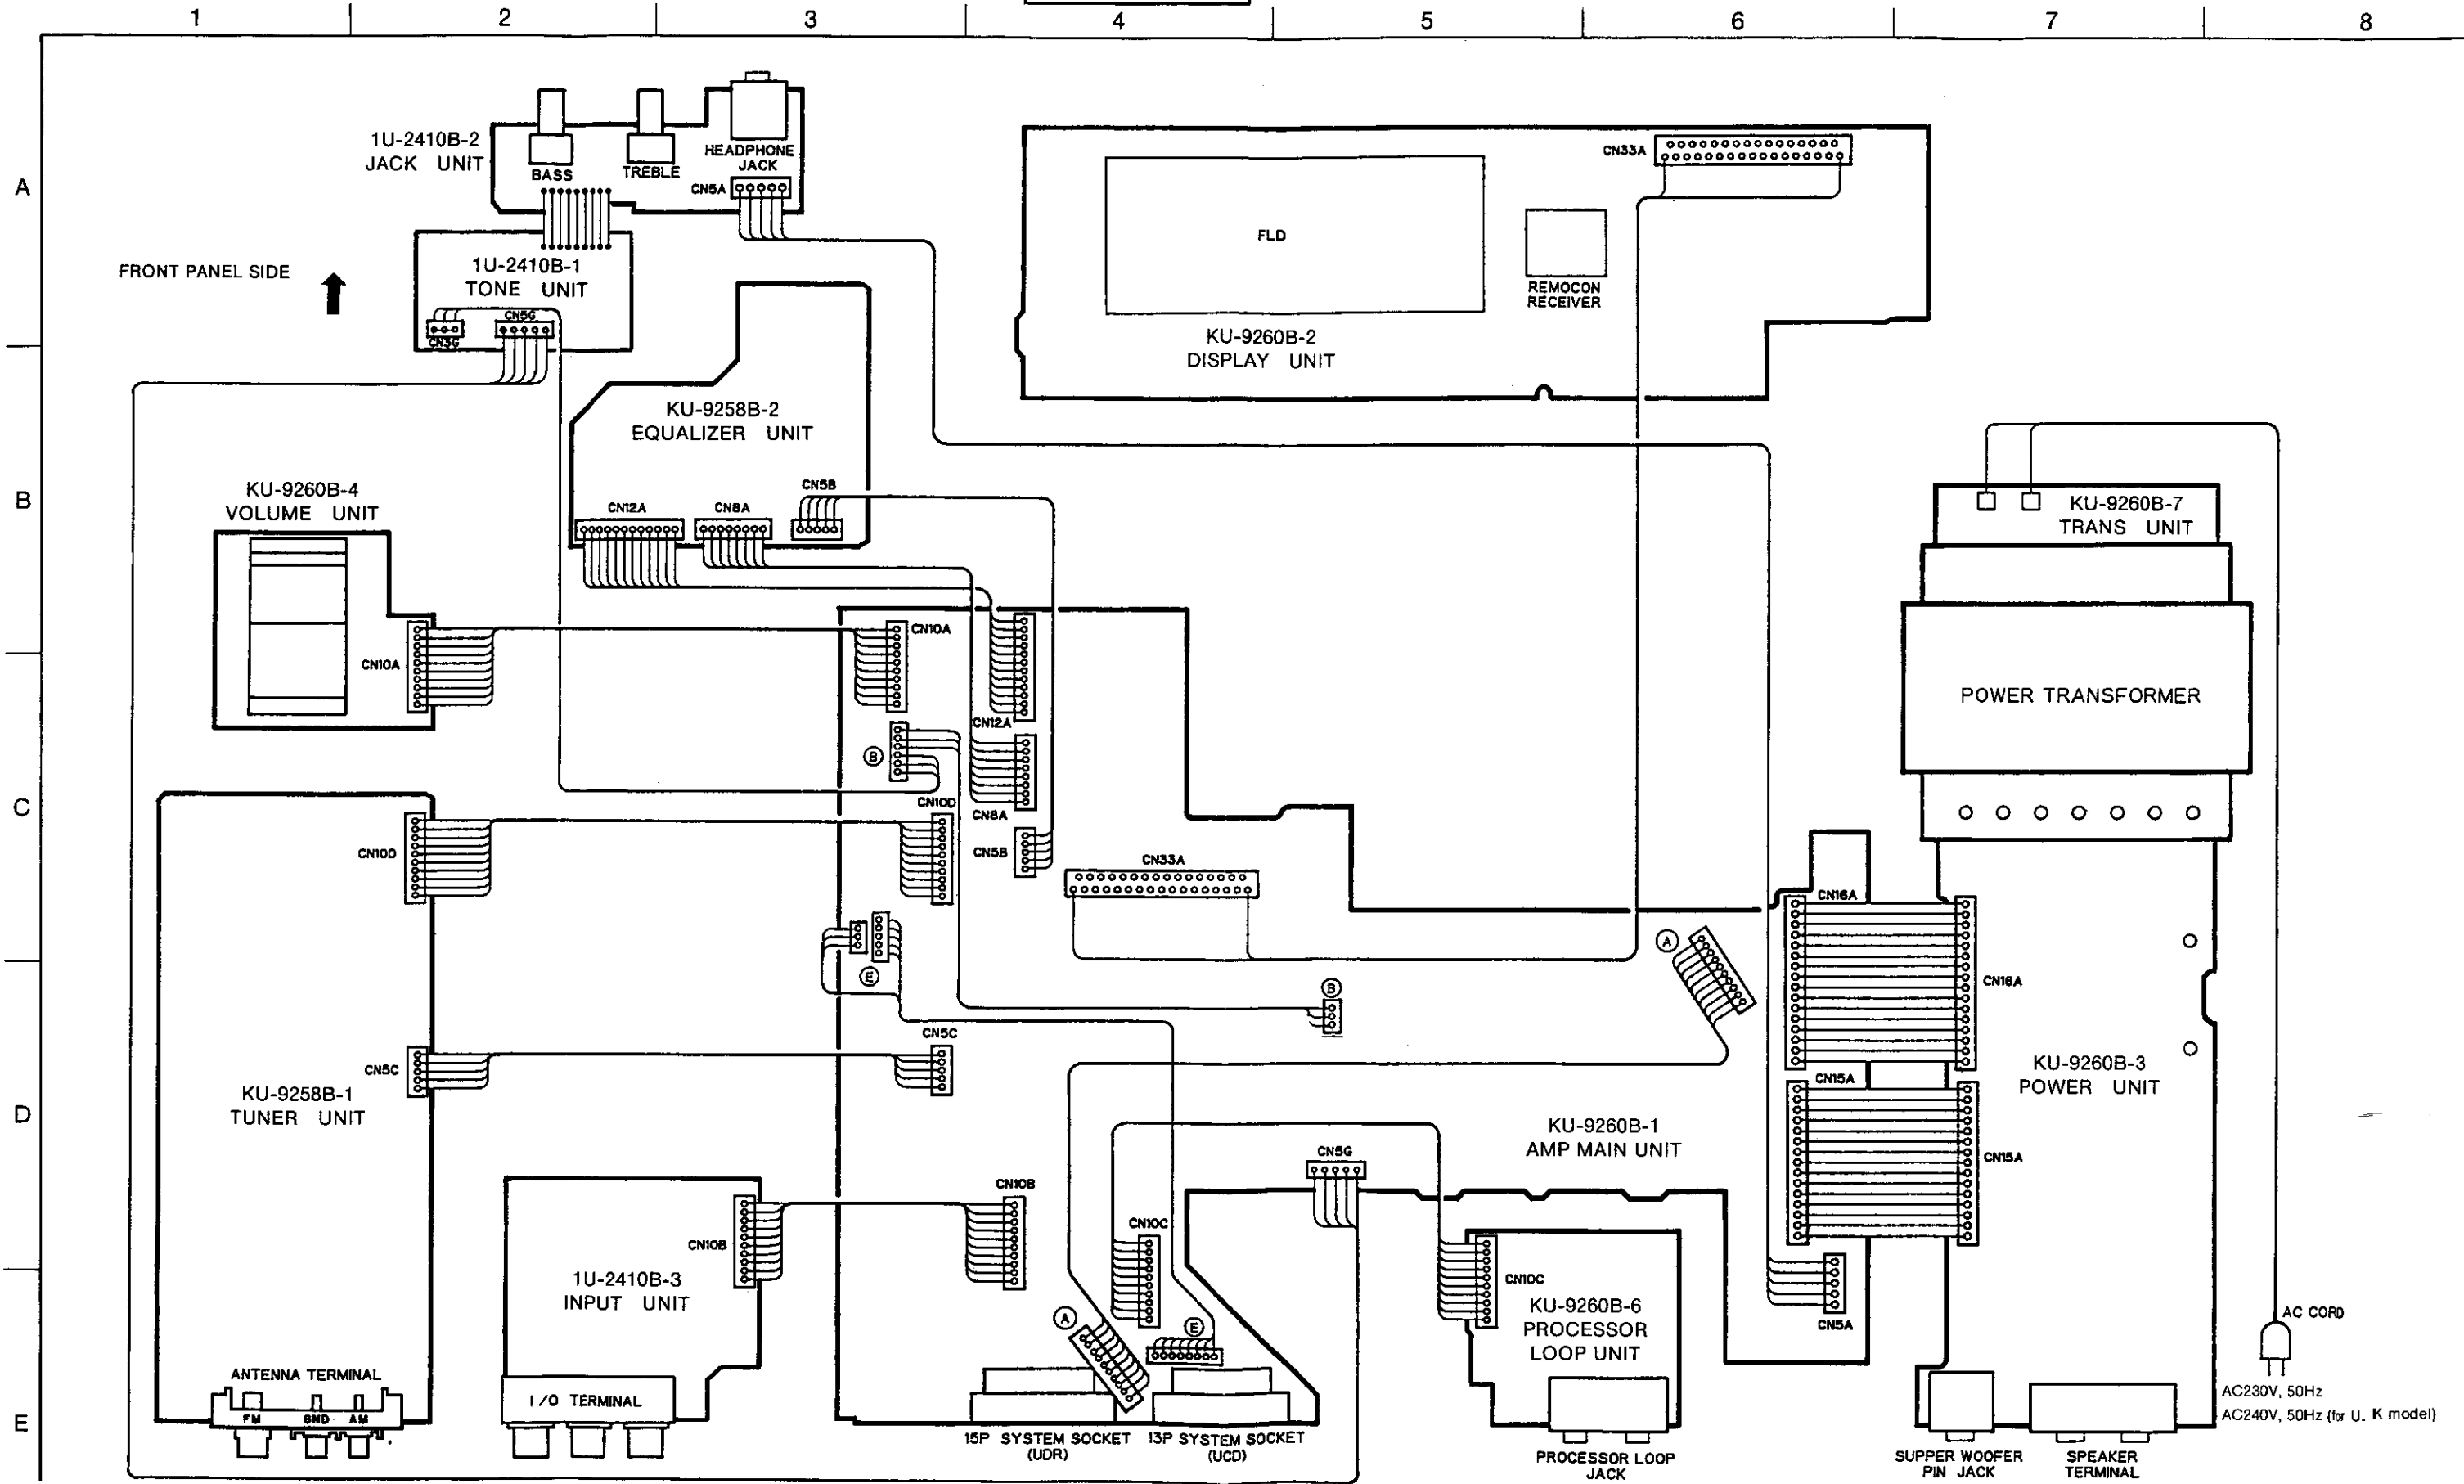 1 2 3 4 5 6 7 8
A
B
C
D
E
FRONT PANEL SIDE
1U-2410B-2
JACK UNIT
BASS
TREBLE
HEADPHONE
JACK
CN5A
1U-2410B-1
TONE UNIT
CN3G
CN5G
KU-9258B-2
EQUALIZER UNIT
CN12A
CN8A
CN5B
FLD
REMOCON
RECEIVER
CN33A
KU-9260B-2
DISPLAY UNIT
KU-9260B-4
VOLUME UNIT
CN10A
CN10A
CN12A
B
CN10D
CN8A
CN5B
CN33A
KU-9260B-7
TRANS UNIT
POWER TRANSFORMER
CN10D
CN5C
KU-9258B-1
TUNER UNIT
ANTENNA TERMINAL
FM GND AM
E
CN5C
B
A
CN16A
CN16A
CN15A
CN15A
KU-9260B-3
POWER UNIT
KU-9260B-1
AMP MAIN UNIT
CN5G
CN10B
CN10B
1U-2410B-3
INPUT UNIT
I/O TERMINAL
CN10C
A
E
15P SYSTEM SOCKET
(UDR)
13P SYSTEM SOCKET
(UCD)
CN10C
KU-9260B-6
PROCESSOR
LOOP UNIT
PROCESSOR LOOP
JACK
CN5A
SUPPER WOOFER
PIN JACK
SPEAKER
TERMINAL
AC CORD
AC230V, 50Hz
AC240V, 50Hz (for U. K model)